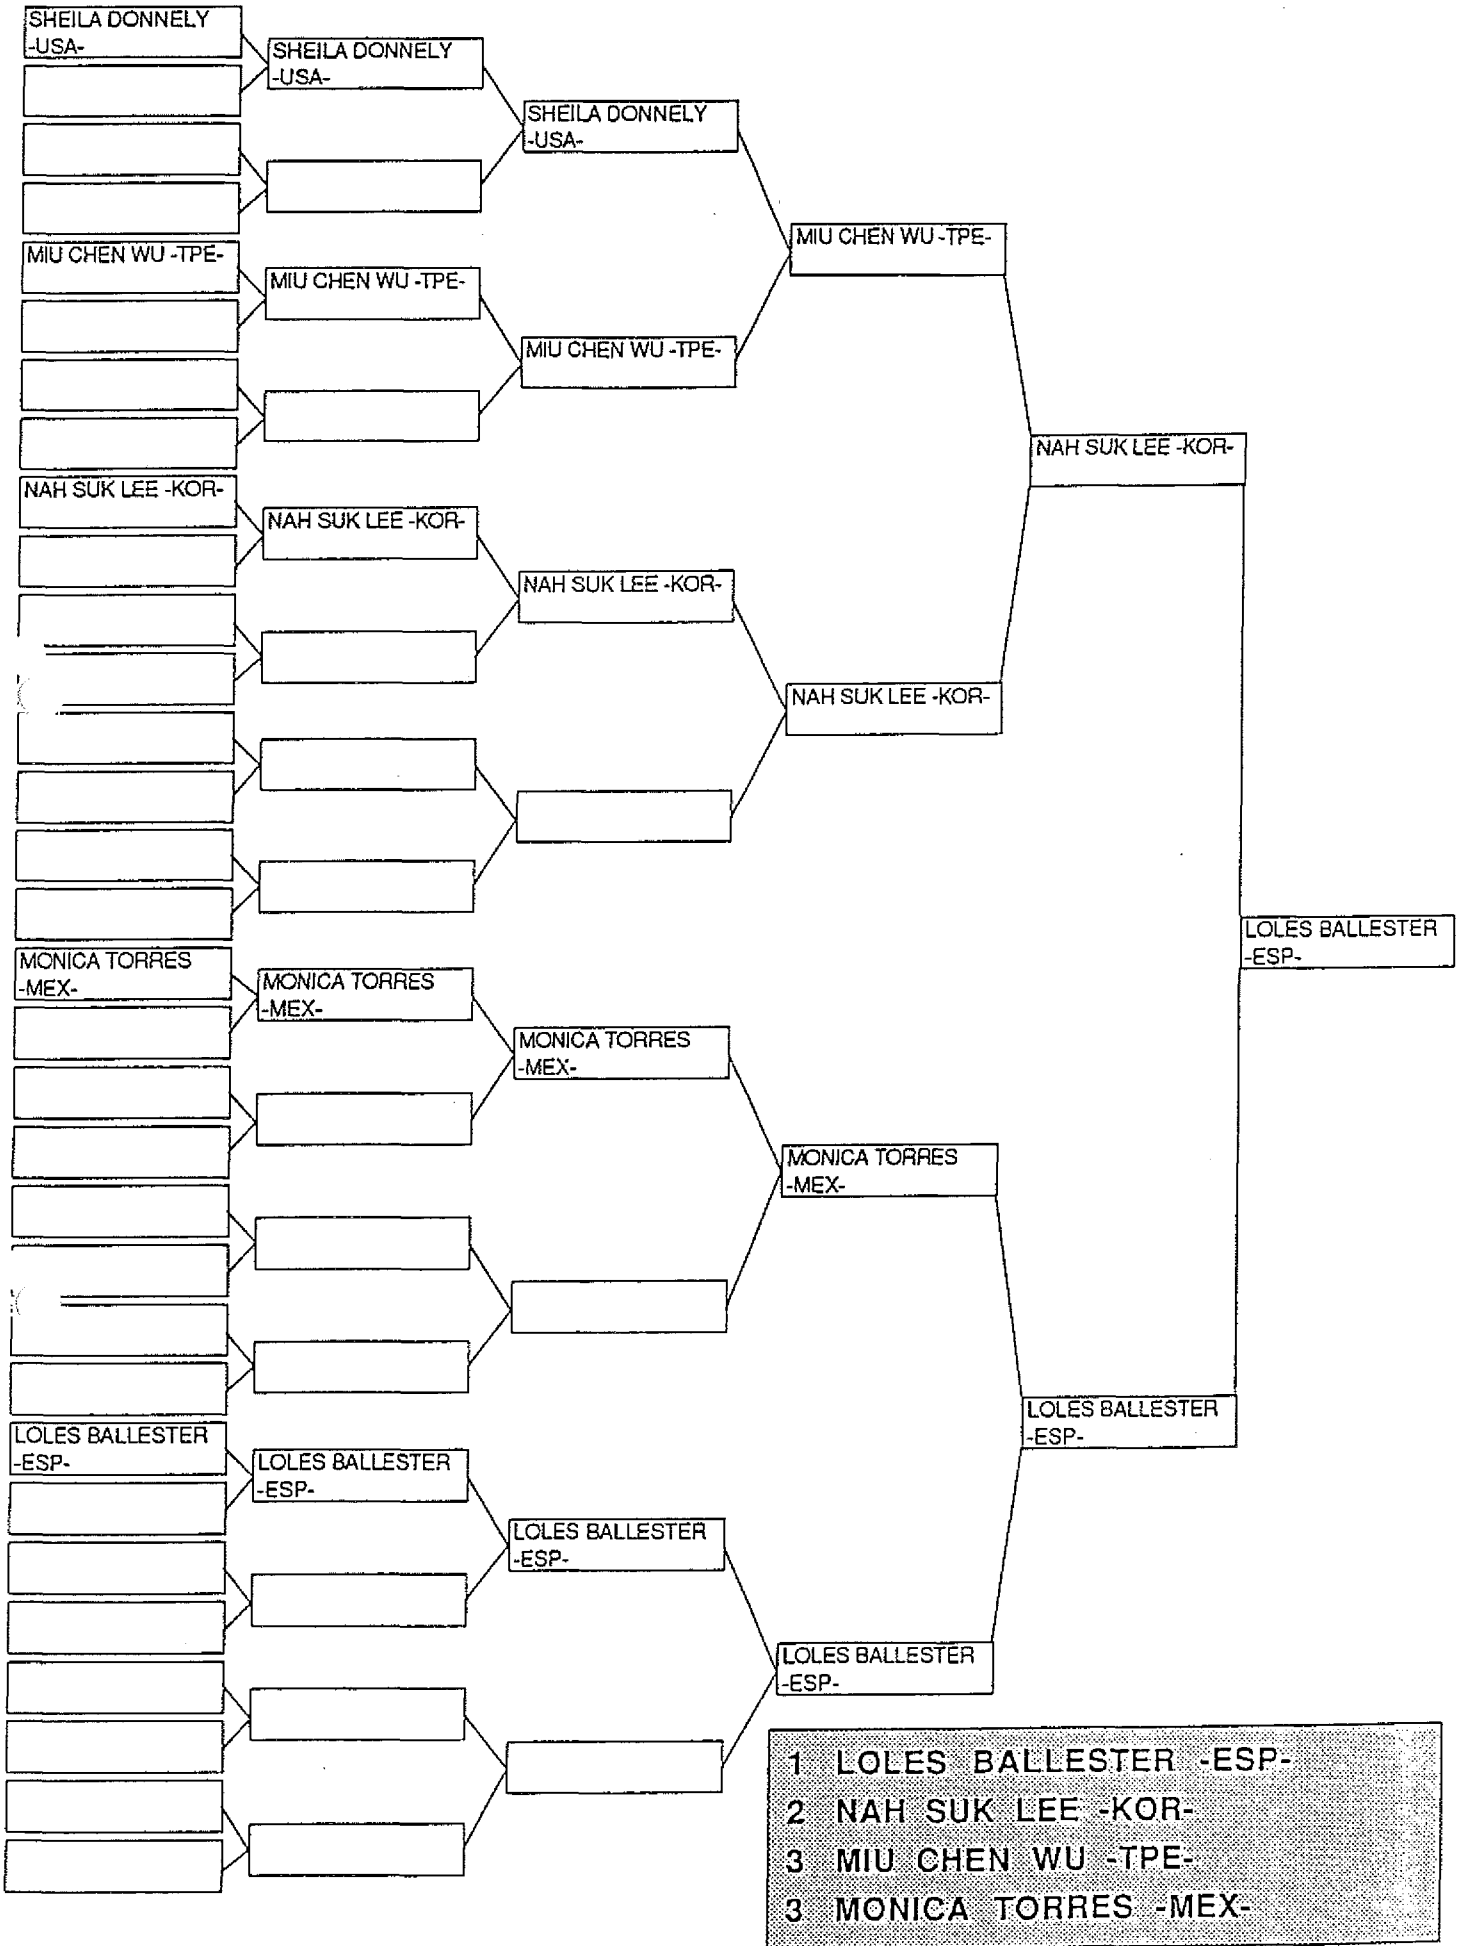 SHEILA DONNELY
-USA-
SHEILA DONNELY
-USA-
SHEILA DONNELY
-USA-
MIU CHEN WU -TPE-
MIU CHEN WU -TPE-
MIU CHEN WU -TPE-
MIU CHEN WU -TPE-
NAH SUK LEE -KOR-
NAH SUK LEE -KOR-
NAH SUK LEE -KOR-
NAH SUK LEE -KOR-
NAH SUK LEE -KOR-
LOLES BALLESTER
-ESP-
MONICA TORRES
-MEX-
MONICA TORRES
-MEX-
MONICA TORRES
-MEX-
MONICA TORRES
-MEX-
LOLES BALLESTER
-ESP-
LOLES BALLESTER
-ESP-
LOLES BALLESTER
-ESP-
LOLES BALLESTER
-ESP-
LOLES BALLESTER
-ESP-
1 LOLES BALLESTER -ESP-
2 NAH SUK LEE -KOR-
3 MIU CHEN WU -TPE-
3 MONICA TORRES -MEX-